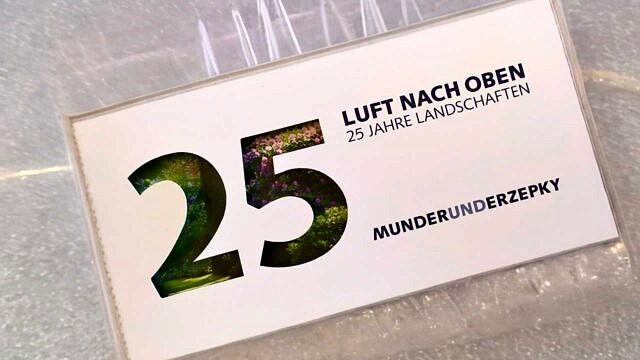 25
LUFT NACH OBEN
25 JAHRE LANDSCHAFTEN
MUNDERUNDERZEPKY